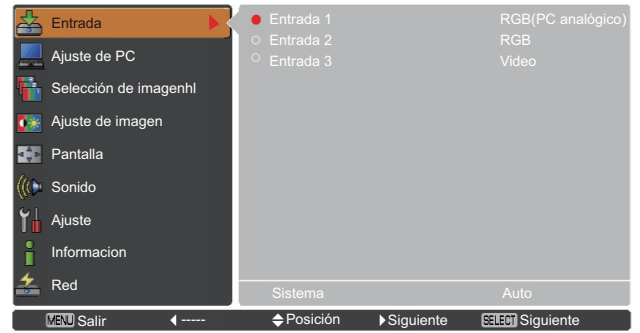 Entrada
Ajuste de PC
Selección de imagenhl
Ajuste de imagen
Pantalla
Sonido
Ajuste
Informacion
Red
Entrada 1 RGB(PC analógico)
Entrada 2 RGB
Entrada 3 Video
Sistema Auto
MENU Salir ----- Posición Siguiente SELECT Siguiente